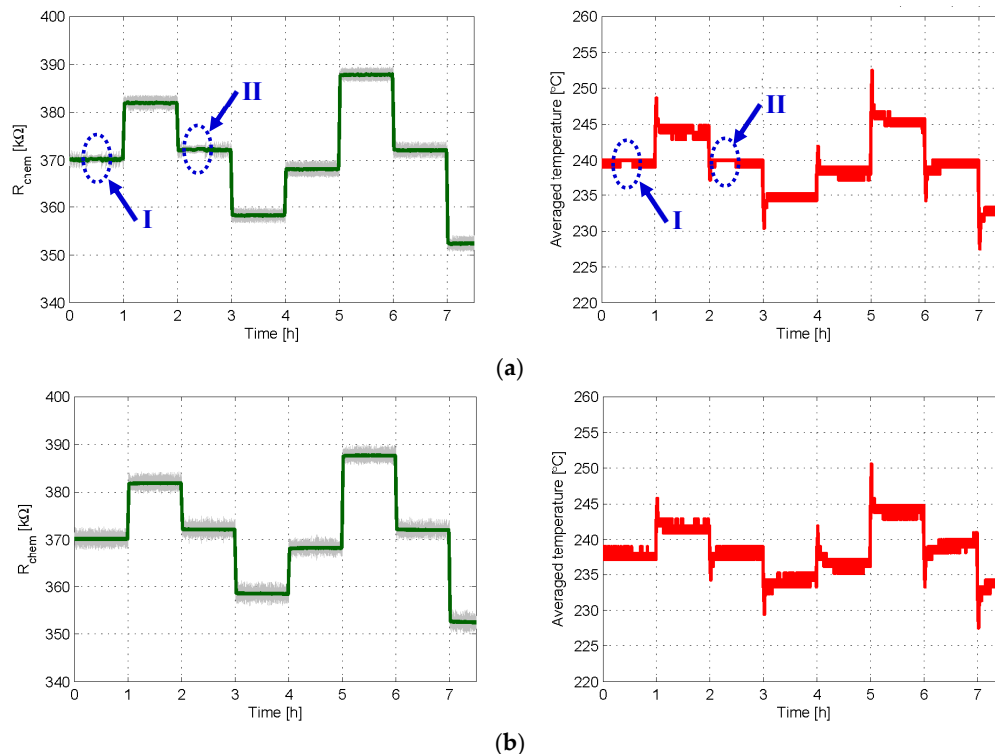 400
390
380
370
360
350
340
R_chem [kΩ]
0 1 2 3 4 5 6 7
Time [h]
I
II
260
255
250
245
240
235
230
225
220
Averaged temperature [°C]
0 1 2 3 4 5 6 7
Time [h]
I
II
(a)
400
390
380
370
360
350
340
R_chem [kΩ]
0 1 2 3 4 5 6 7
Time [h]
260
255
250
245
240
235
230
225
220
Averaged temperature [°C]
0 1 2 3 4 5 6 7
Time [h]
(b)